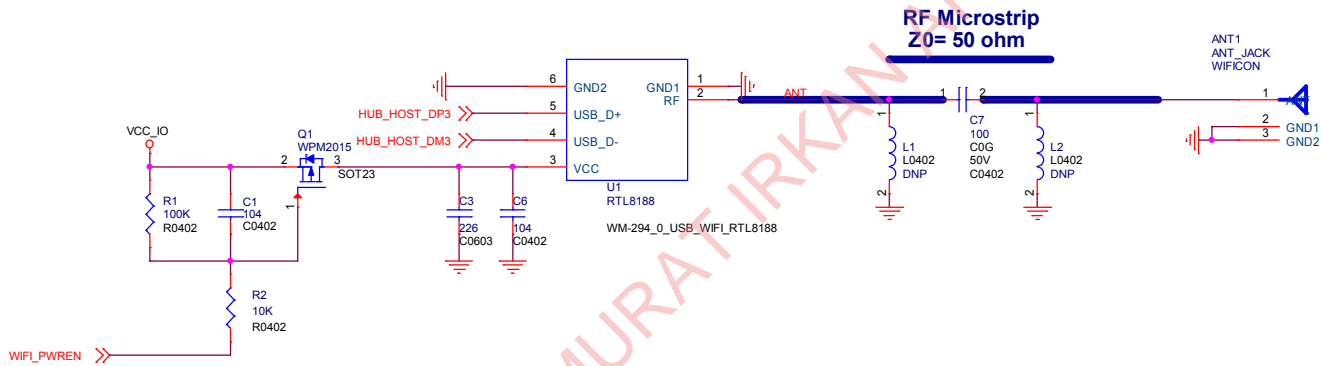 RF Microstrip
Z0= 50 ohm
ANT1
ANT_JACK
WIFICON
6
GND2
GND1
1
RF
2
ANT
1
2
1
HUB_HOST_DP3
5
USB_D+
HUB_HOST_DM3
4
USB_D-
3
VCC
U1
RTL8188
WM-294_0_USB_WIFI_RTL8188
C7
100
C0G
50V
C0402
2
GND1
3
GND2
1
L1
L0402
DNP
2
1
L2
L0402
DNP
2
VCC_IO
Q1
WPM2015
2
3
SOT23
1
R1
100K
R0402
C1
104
C0402
C3
226
C0603
C6
104
C0402
R2
10K
R0402
WIFI_PWREN
MURAT IRKAN A